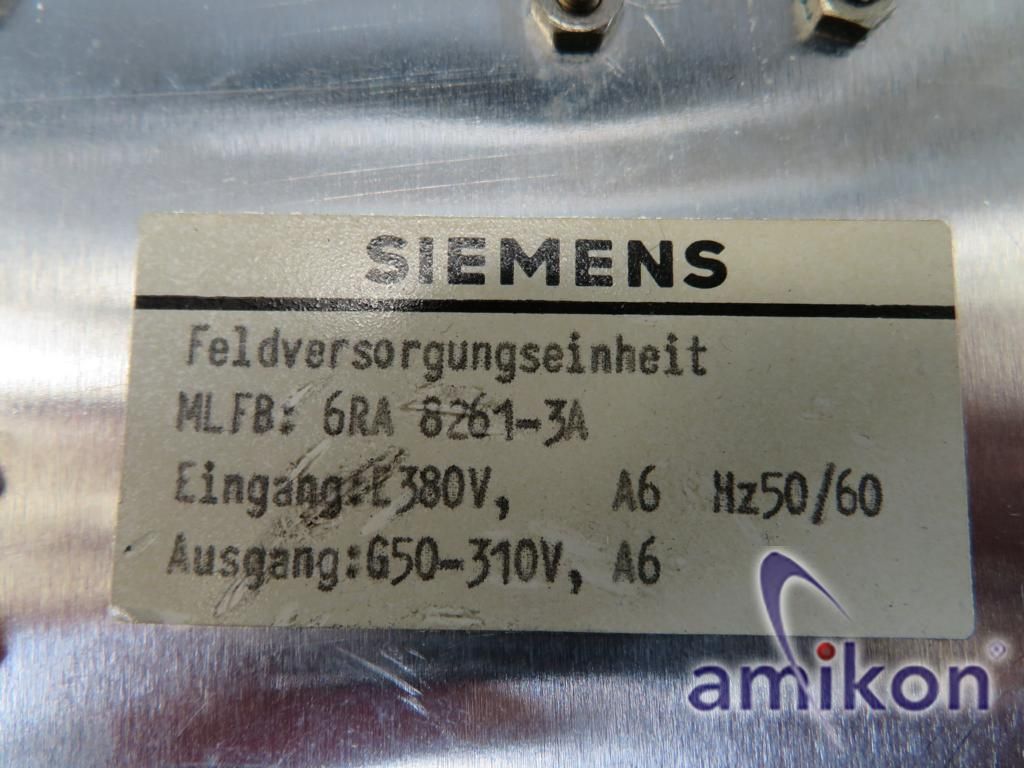 SIEMENS
Feldversorgungseinheit
MLFB: 6RA 8261-3A
Eingang:E380V, A6 Hz50/60
Ausgang:G50-310V, A6
amikon®